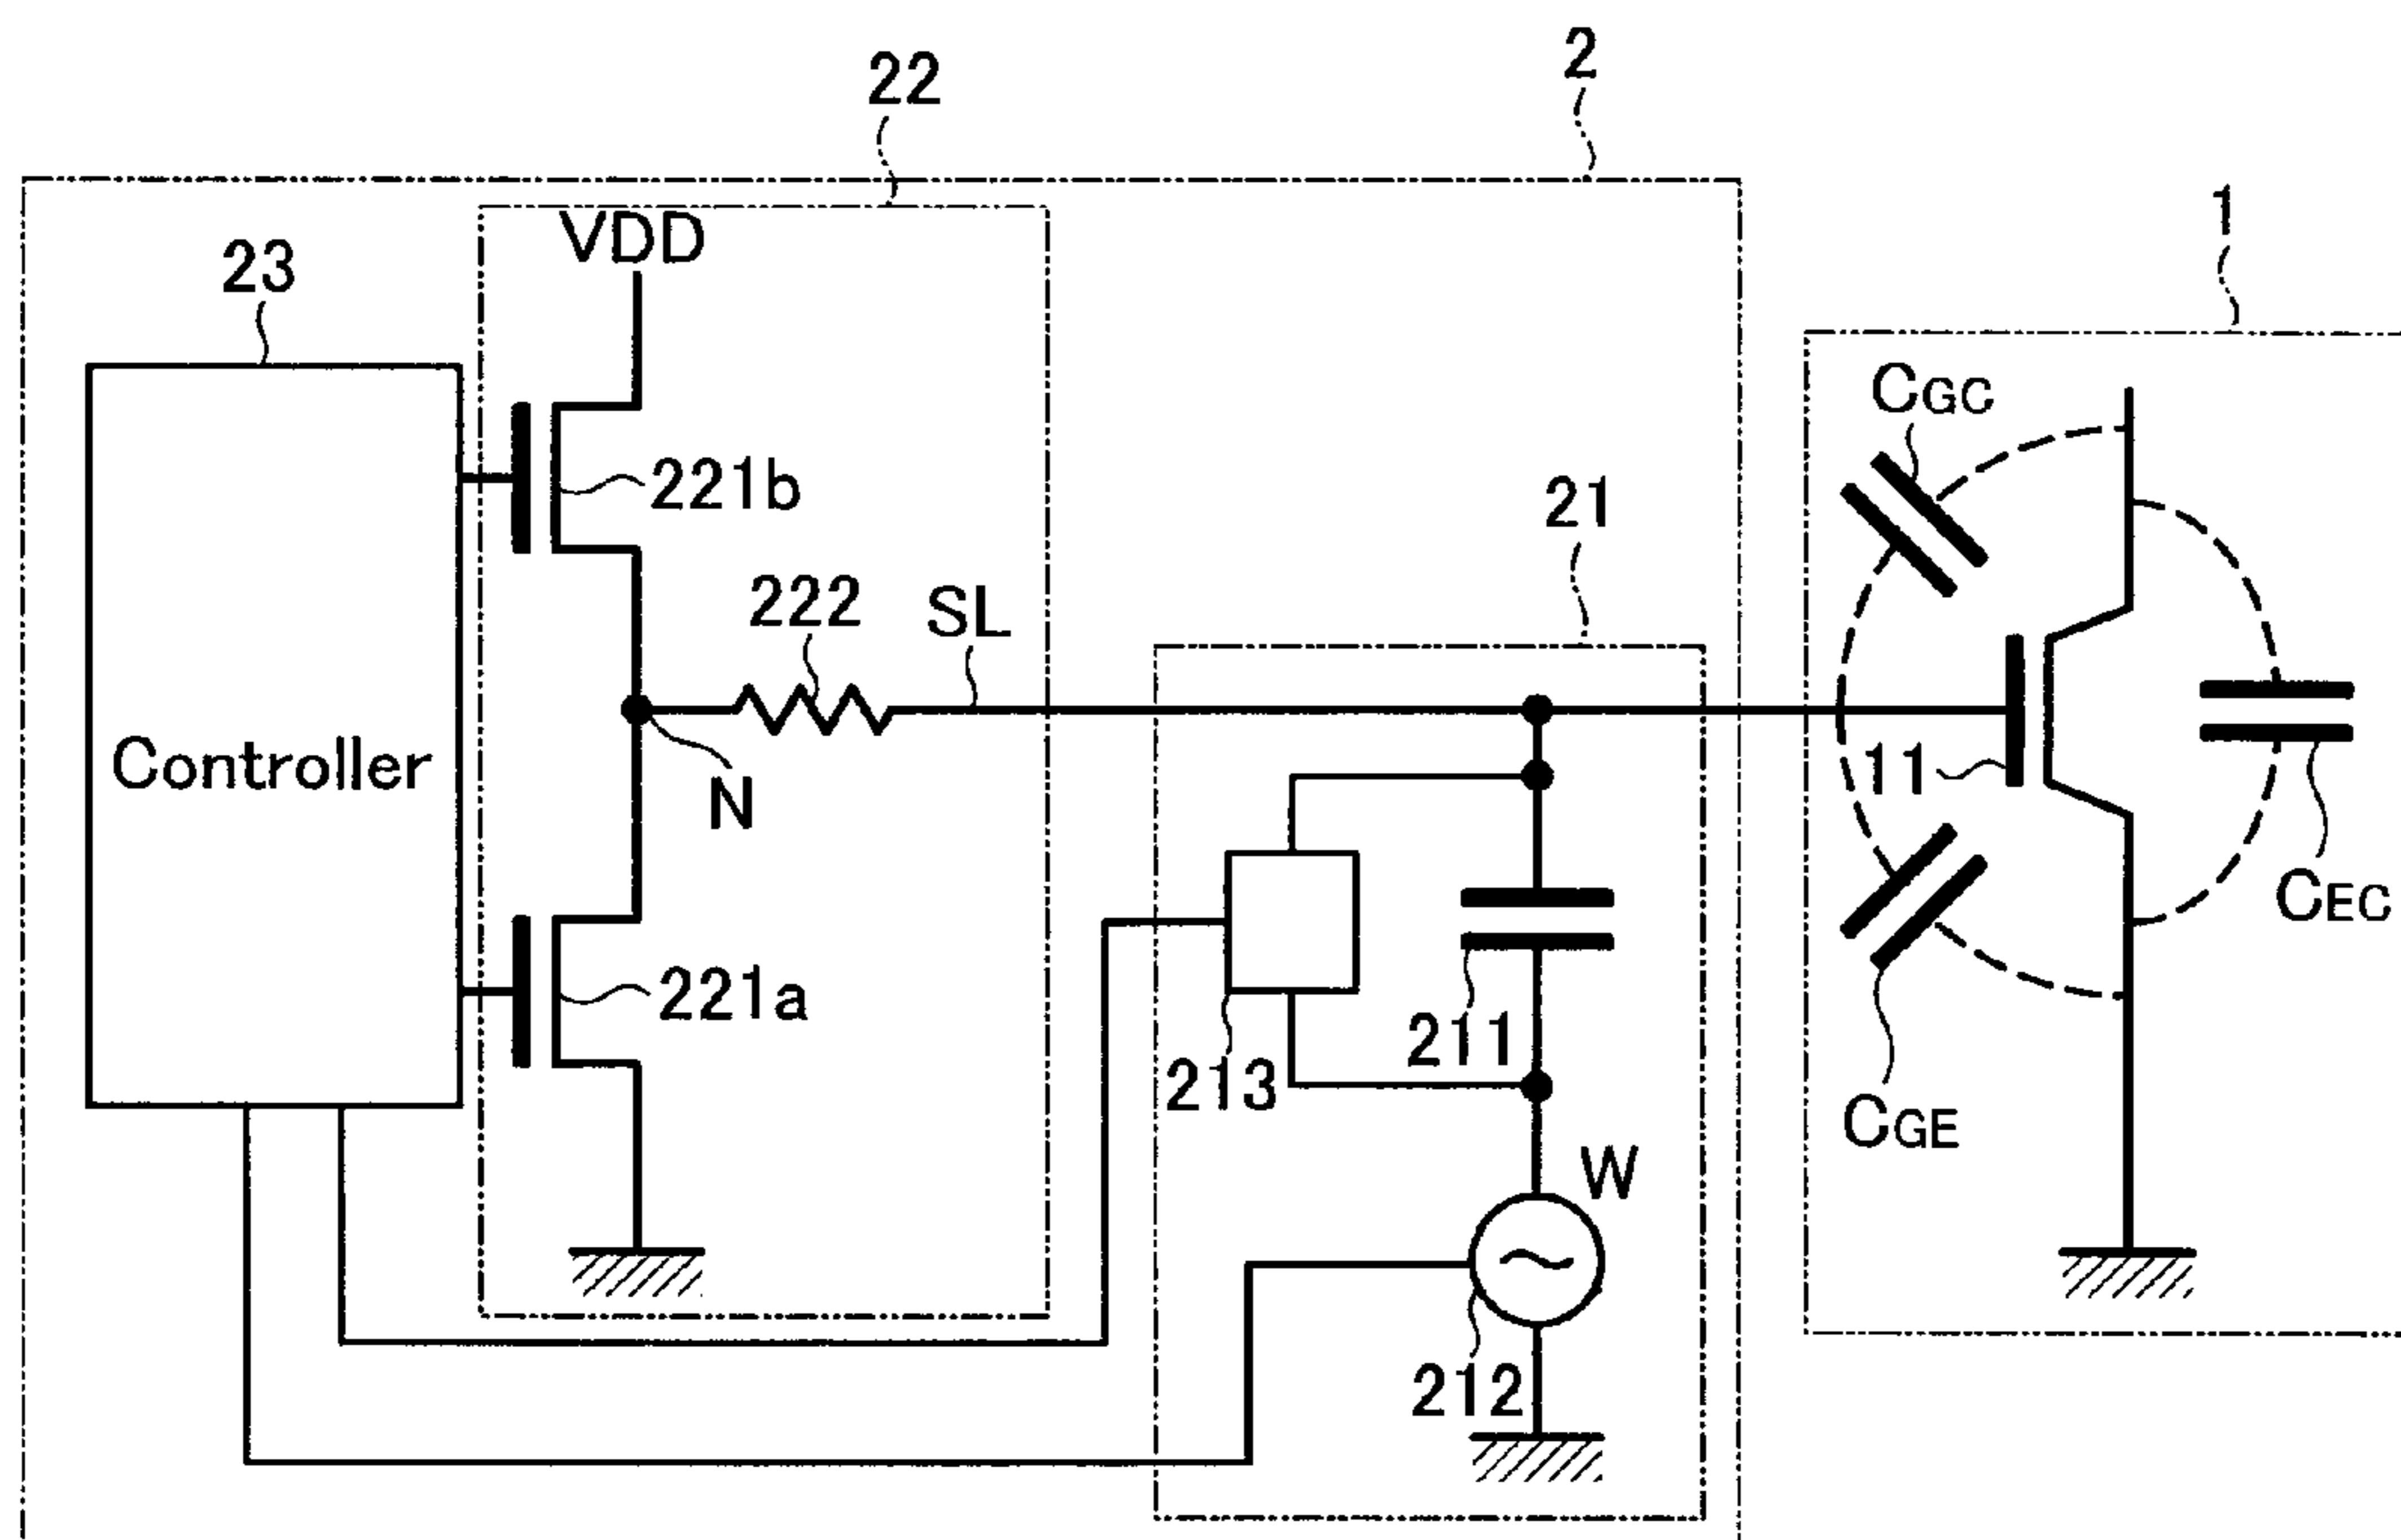 2
22
1
VDD
23
CGC
221b
21
222
SL
Controller
11
N
CEC
221a
211
213
CGE
W
212